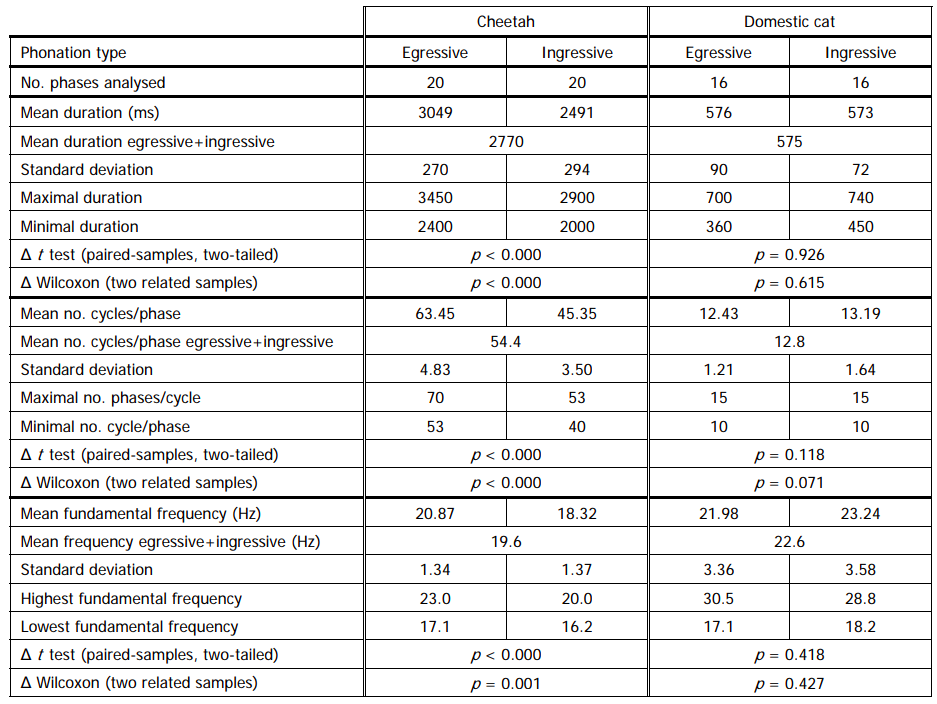 Cheetah Domestic cat
Phonation type Egressive Ingressive Egressive Ingressive
No. phases analysed 20 20 16 16
Mean duration (ms) 3049 2491 576 573
Mean duration egressive+ingressive 2770 575
Standard deviation 270 294 90 72
Maximal duration 3450 2900 700 740
Minimal duration 2400 2000 360 450
Δ t test (paired-samples, two-tailed) p < 0.000 p = 0.926
Δ Wilcoxon (two related samples) p < 0.000 p = 0.615
Mean no. cycles/phase 63.45 45.35 12.43 13.19
Mean no. cycles/phase egressive+ingressive 54.4 12.8
Standard deviation 4.83 3.50 1.21 1.64
Maximal no. phases/cycle 70 53 15 15
Minimal no. cycle/phase 53 40 10 10
Δ t test (paired-samples, two-tailed) p < 0.000 p = 0.118
Δ Wilcoxon (two related samples) p < 0.000 p = 0.071
Mean fundamental frequency (Hz) 20.87 18.32 21.98 23.24
Mean frequency egressive+ingressive (Hz) 19.6 22.6
Standard deviation 1.34 1.37 3.36 3.58
Highest fundamental frequency 23.0 20.0 30.5 28.8
Lowest fundamental frequency 17.1 16.2 17.1 18.2
Δ t test (paired-samples, two-tailed) p < 0.000 p = 0.418
Δ Wilcoxon (two related samples) p = 0.001 p = 0.427